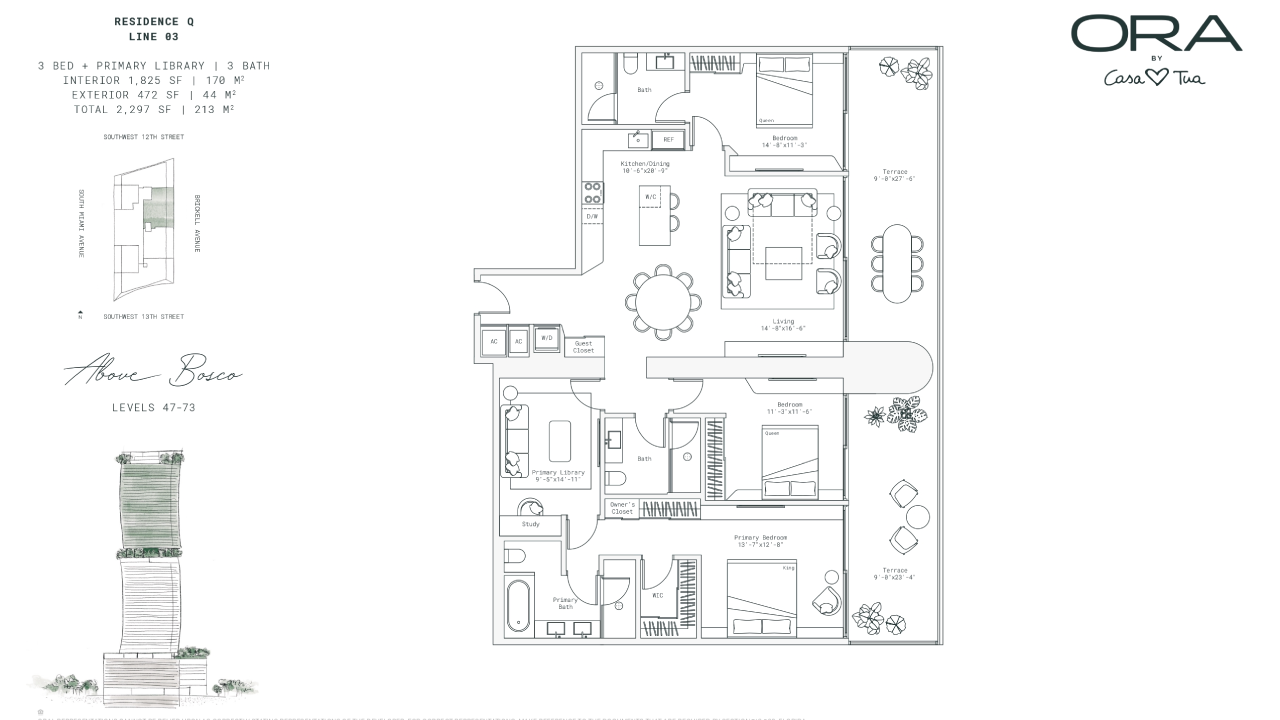 RESIDENCE Q
LINE 03
3 BED + PRIMARY LIBRARY | 3 BATH
INTERIOR 1,825 SF | 170 M²
EXTERIOR 472 SF | 44 M²
TOTAL 2,297 SF | 213 M²
SOUTHWEST 12TH STREET
SOUTH MIAMI AVENUE
BRICKELL AVENUE
SOUTHWEST 13TH STREET
Above Bosco
LEVELS 47-73
ORA
BY
Casa Tua
Bath
Queen
Bedroom
14'-8"x11'-3"
REF
Kitchen/Dining
10'-6"x20'-9"
W/C
D/W
Terrace
9'-0"x27'-6"
Living
14'-8"x16'-6"
AC
AC
W/D
Guest
Closet
Bedroom
11'-3"x11'-6"
Queen
Bath
Primary Library
9'-6"x14'-11"
Owner's
Closet
Study
Primary Bedroom
13'-7"x12'-8"
King
Terrace
9'-0"x23'-4"
WIC
Primary
Bath